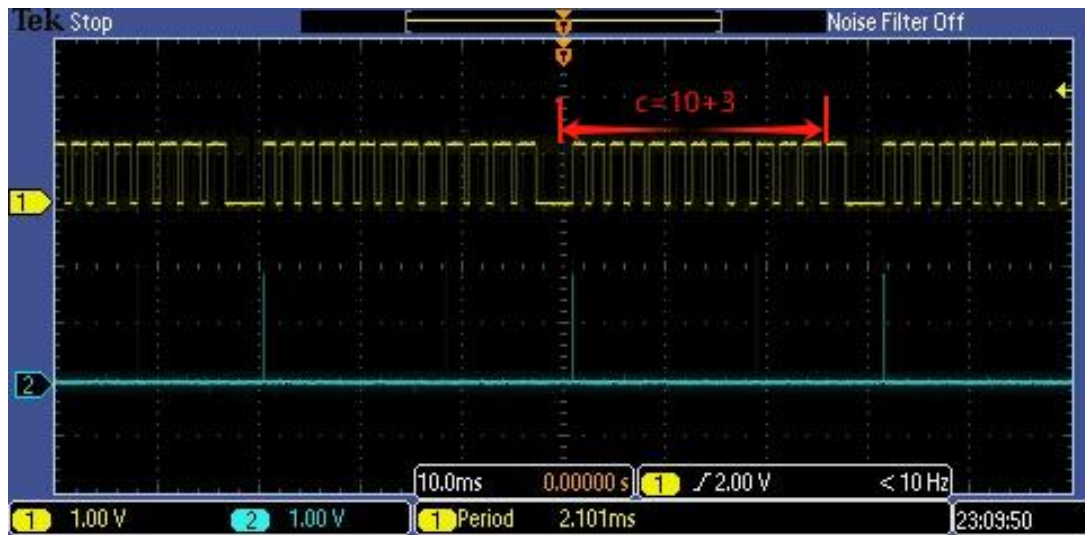 Tek Stop Noise Filter Off
T
T
c=10+3
1
2
10.0ms 0.00000 s 1 2.00 V < 10 Hz
1 1.00 V 2 1.00 V 1 Period 2.101ms 23:09:50